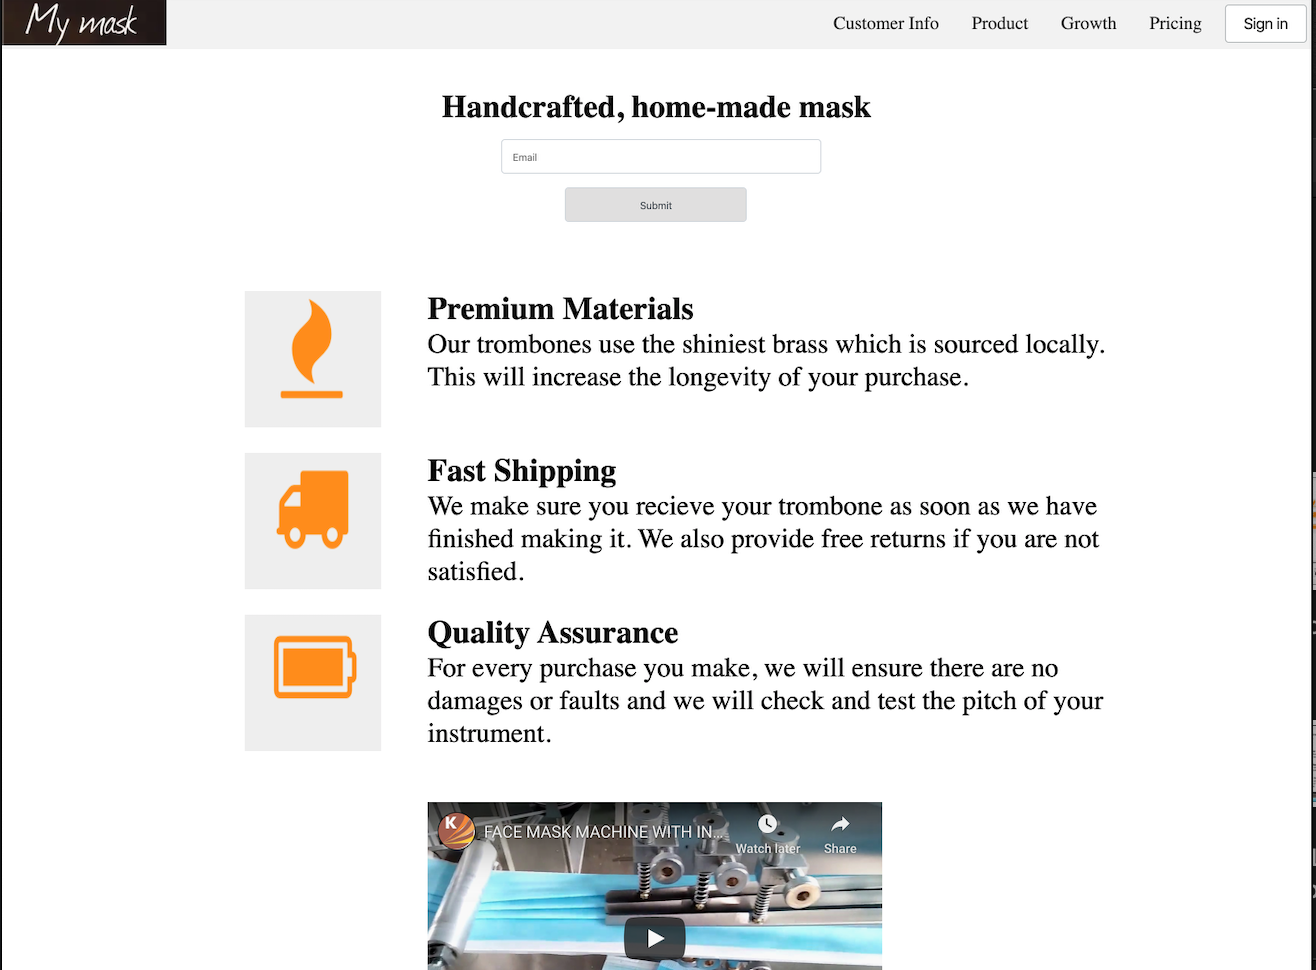 My mask
Customer Info Product Growth Pricing Sign in
Handcrafted, home-made mask
Email
Submit
Premium Materials
Our trombones use the shiniest brass which is sourced locally.
This will increase the longevity of your purchase.
Fast Shipping
We make sure you recieve your trombone as soon as we have
finished making it. We also provide free returns if you are not
satisfied.
Quality Assurance
For every purchase you make, we will ensure there are no
damages or faults and we will check and test the pitch of your
instrument.
K FACE MASK MACHINE WITH IN...
Watch later Share